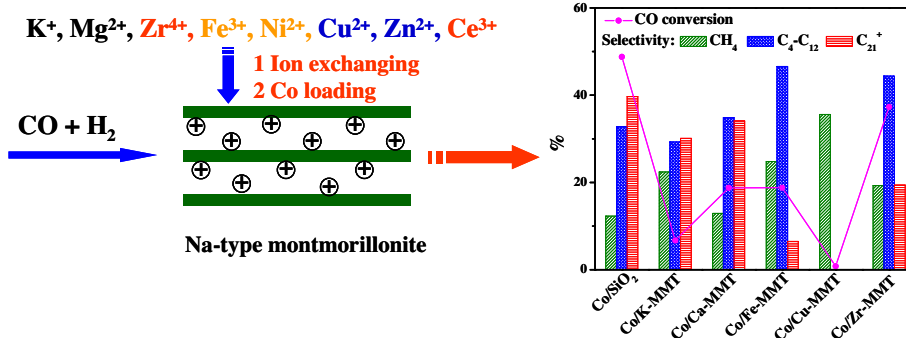 K⁺, Mg²⁺, Zr⁴⁺, Fe³⁺, Ni²⁺, Cu²⁺, Zn²⁺, Ce³⁺
1 Ion exchanging
2 Co loading
CO + H₂
Na-type montmorillonite
CO conversion
Selectivity: CH₄ C₄-C₁₂ C₂₁⁺
%
60
40
20
0
Co/SiO₂
Co/K-MMT
Co/Ca-MMT
Co/Fe-MMT
Co/Cu-MMT
Co/Zr-MMT